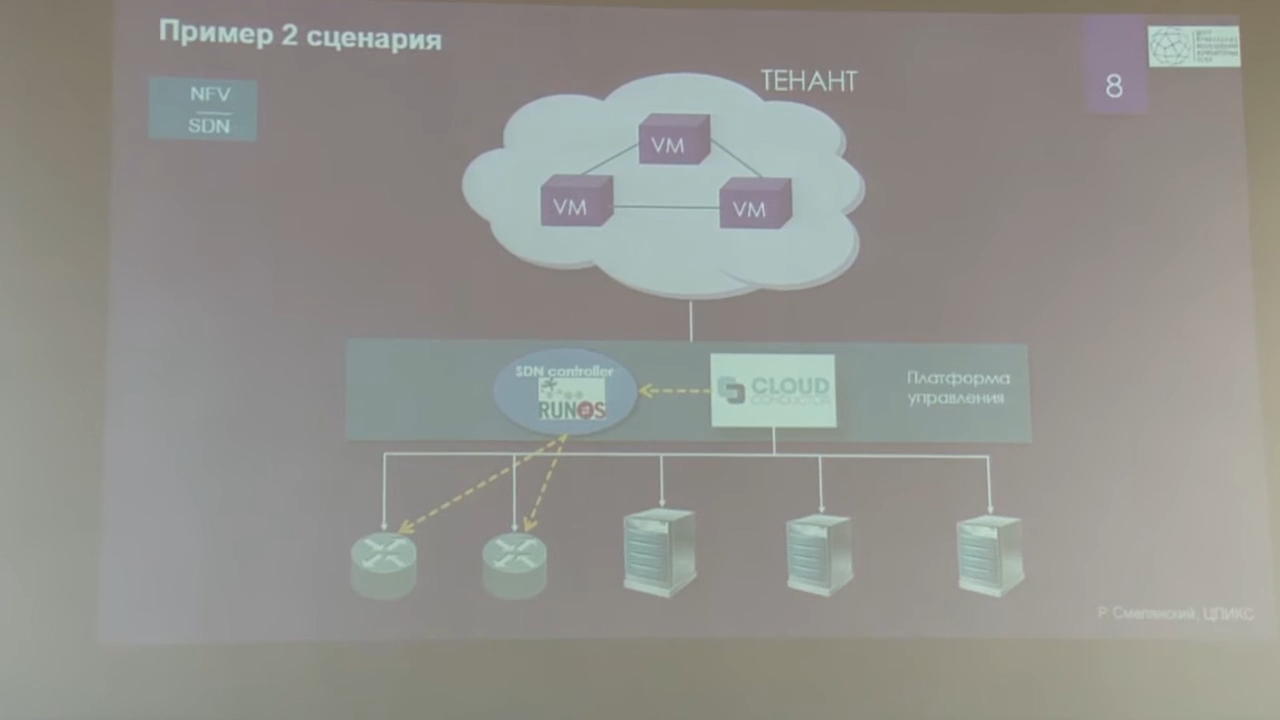 Пример 2 сценария
NFV
SDN
ТЕНАНТ
8
VM
VM
VM
SDN controller
RUNOS
CLOUD
Платформа
управления
Р. Смелянский, ЦПИКС